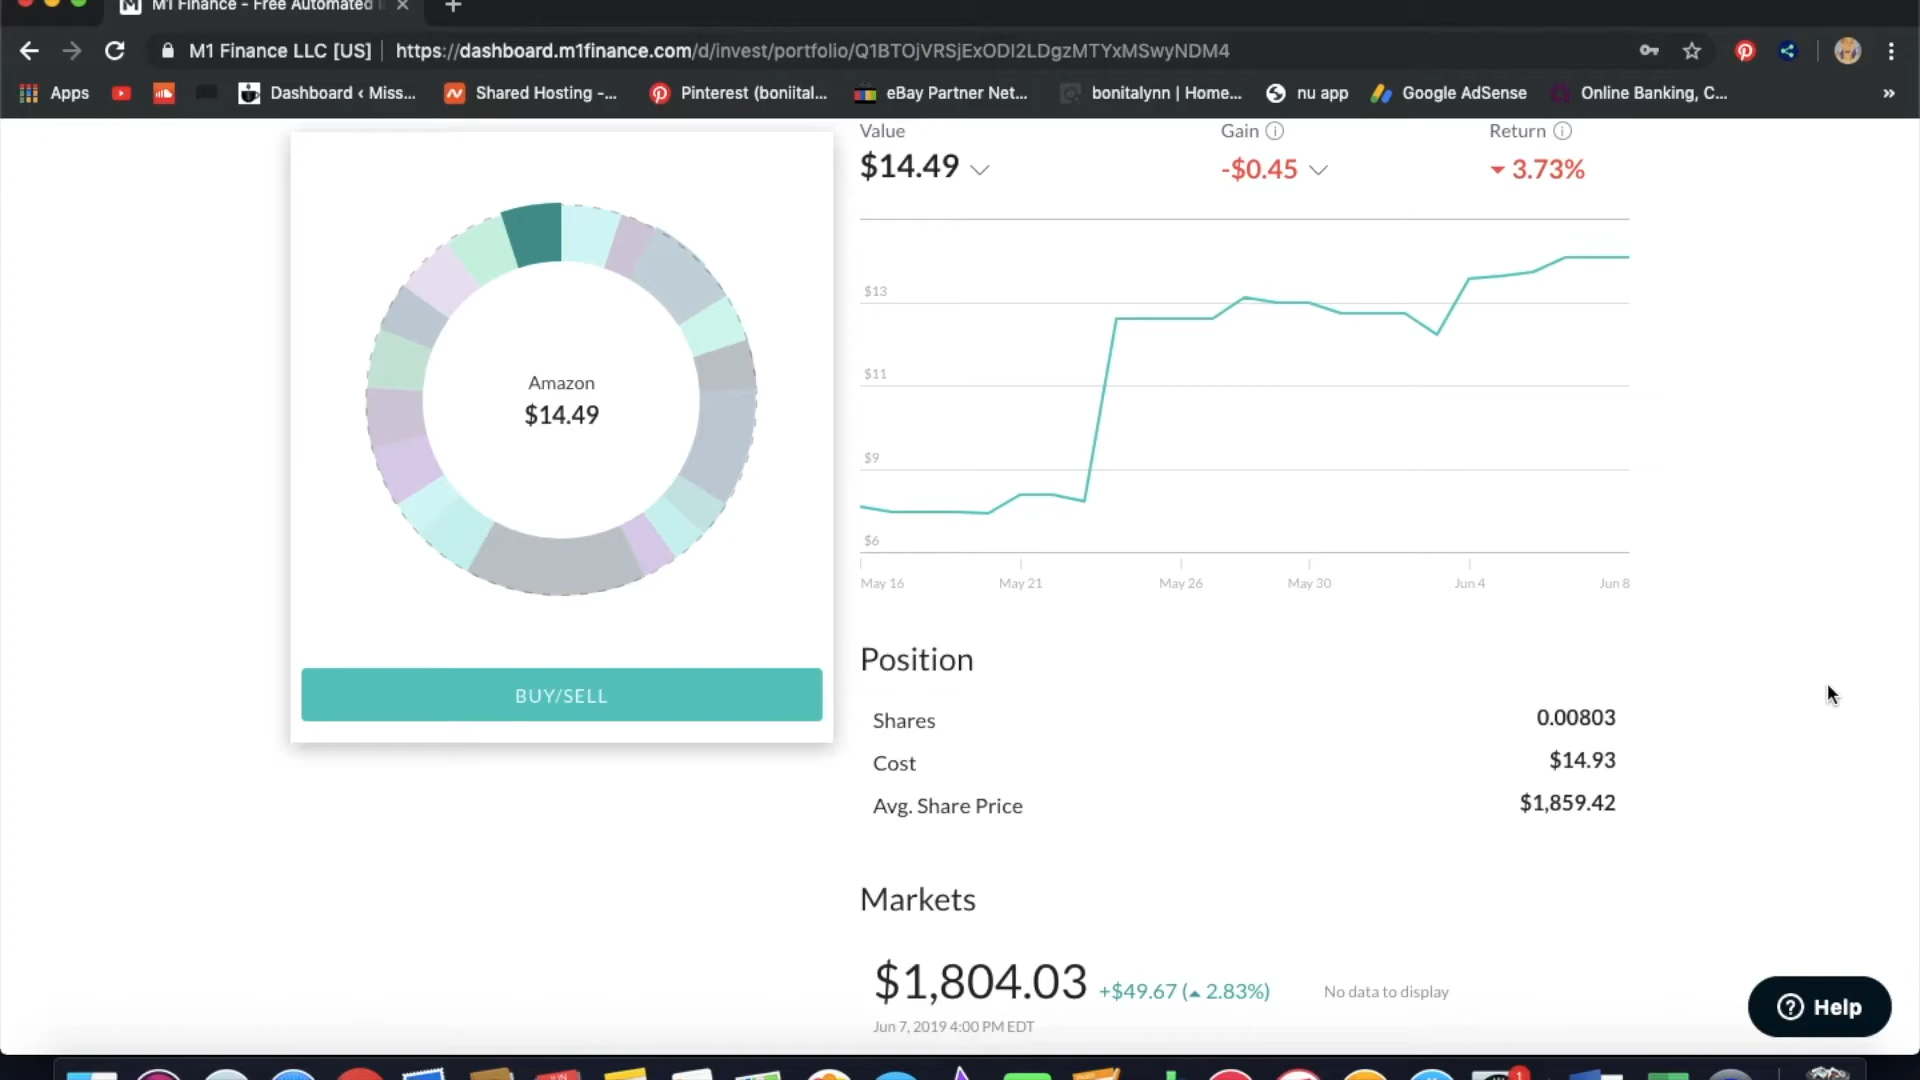 M1 Finance - Free Automated
M1 Finance LLC [US] https://dashboard.m1finance.com/d/invest/portfolio/Q1BTOjVRSjExODI2LDgzMTYxMSwyNDM4
Apps Dashboard ‹ Miss... Shared Hosting -... Pinterest (boniital... eBay Partner Net... bonitalynn | Home... nu app Google AdSense Online Banking, C... »
Value Gain Return
$14.49 -$0.45 3.73%
Amazon
$14.49
$13
$11
$9
$6
May 16 May 21 May 26 May 30 Jun 4 Jun 8
BUY/SELL
Position
Shares 0.00803
Cost $14.93
Avg. Share Price $1,859.42
Markets
$1,804.03 +$49.67 (▲ 2.83%) No data to display
Jun 7, 2019 4:00 PM EDT
Help
JUN
1